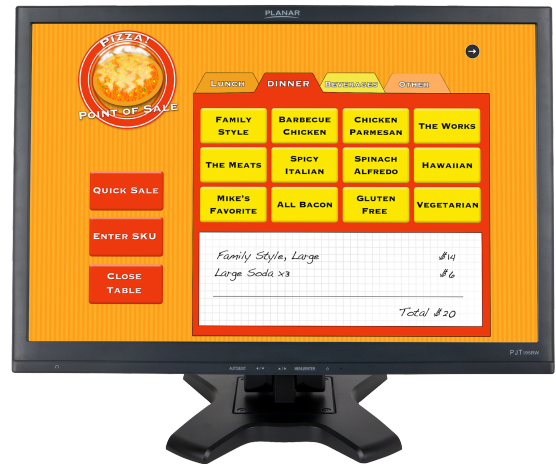 PLANAR
PIZZA!
POINT OF SALE
LUNCH
DINNER
BEVERAGES
OTHER
FAMILY
STYLE
BARBECUE
CHICKEN
CHICKEN
PARMESAN
THE WORKS
THE MEATS
SPICY
ITALIAN
SPINACH
ALFREDO
HAWAIIAN
MIKE'S
FAVORITE
ALL BACON
GLUTEN
FREE
VEGETARIAN
QUICK SALE
ENTER SKU
CLOSE
TABLE
Family Style, Large $14
Large Soda x3 $6
Total $20